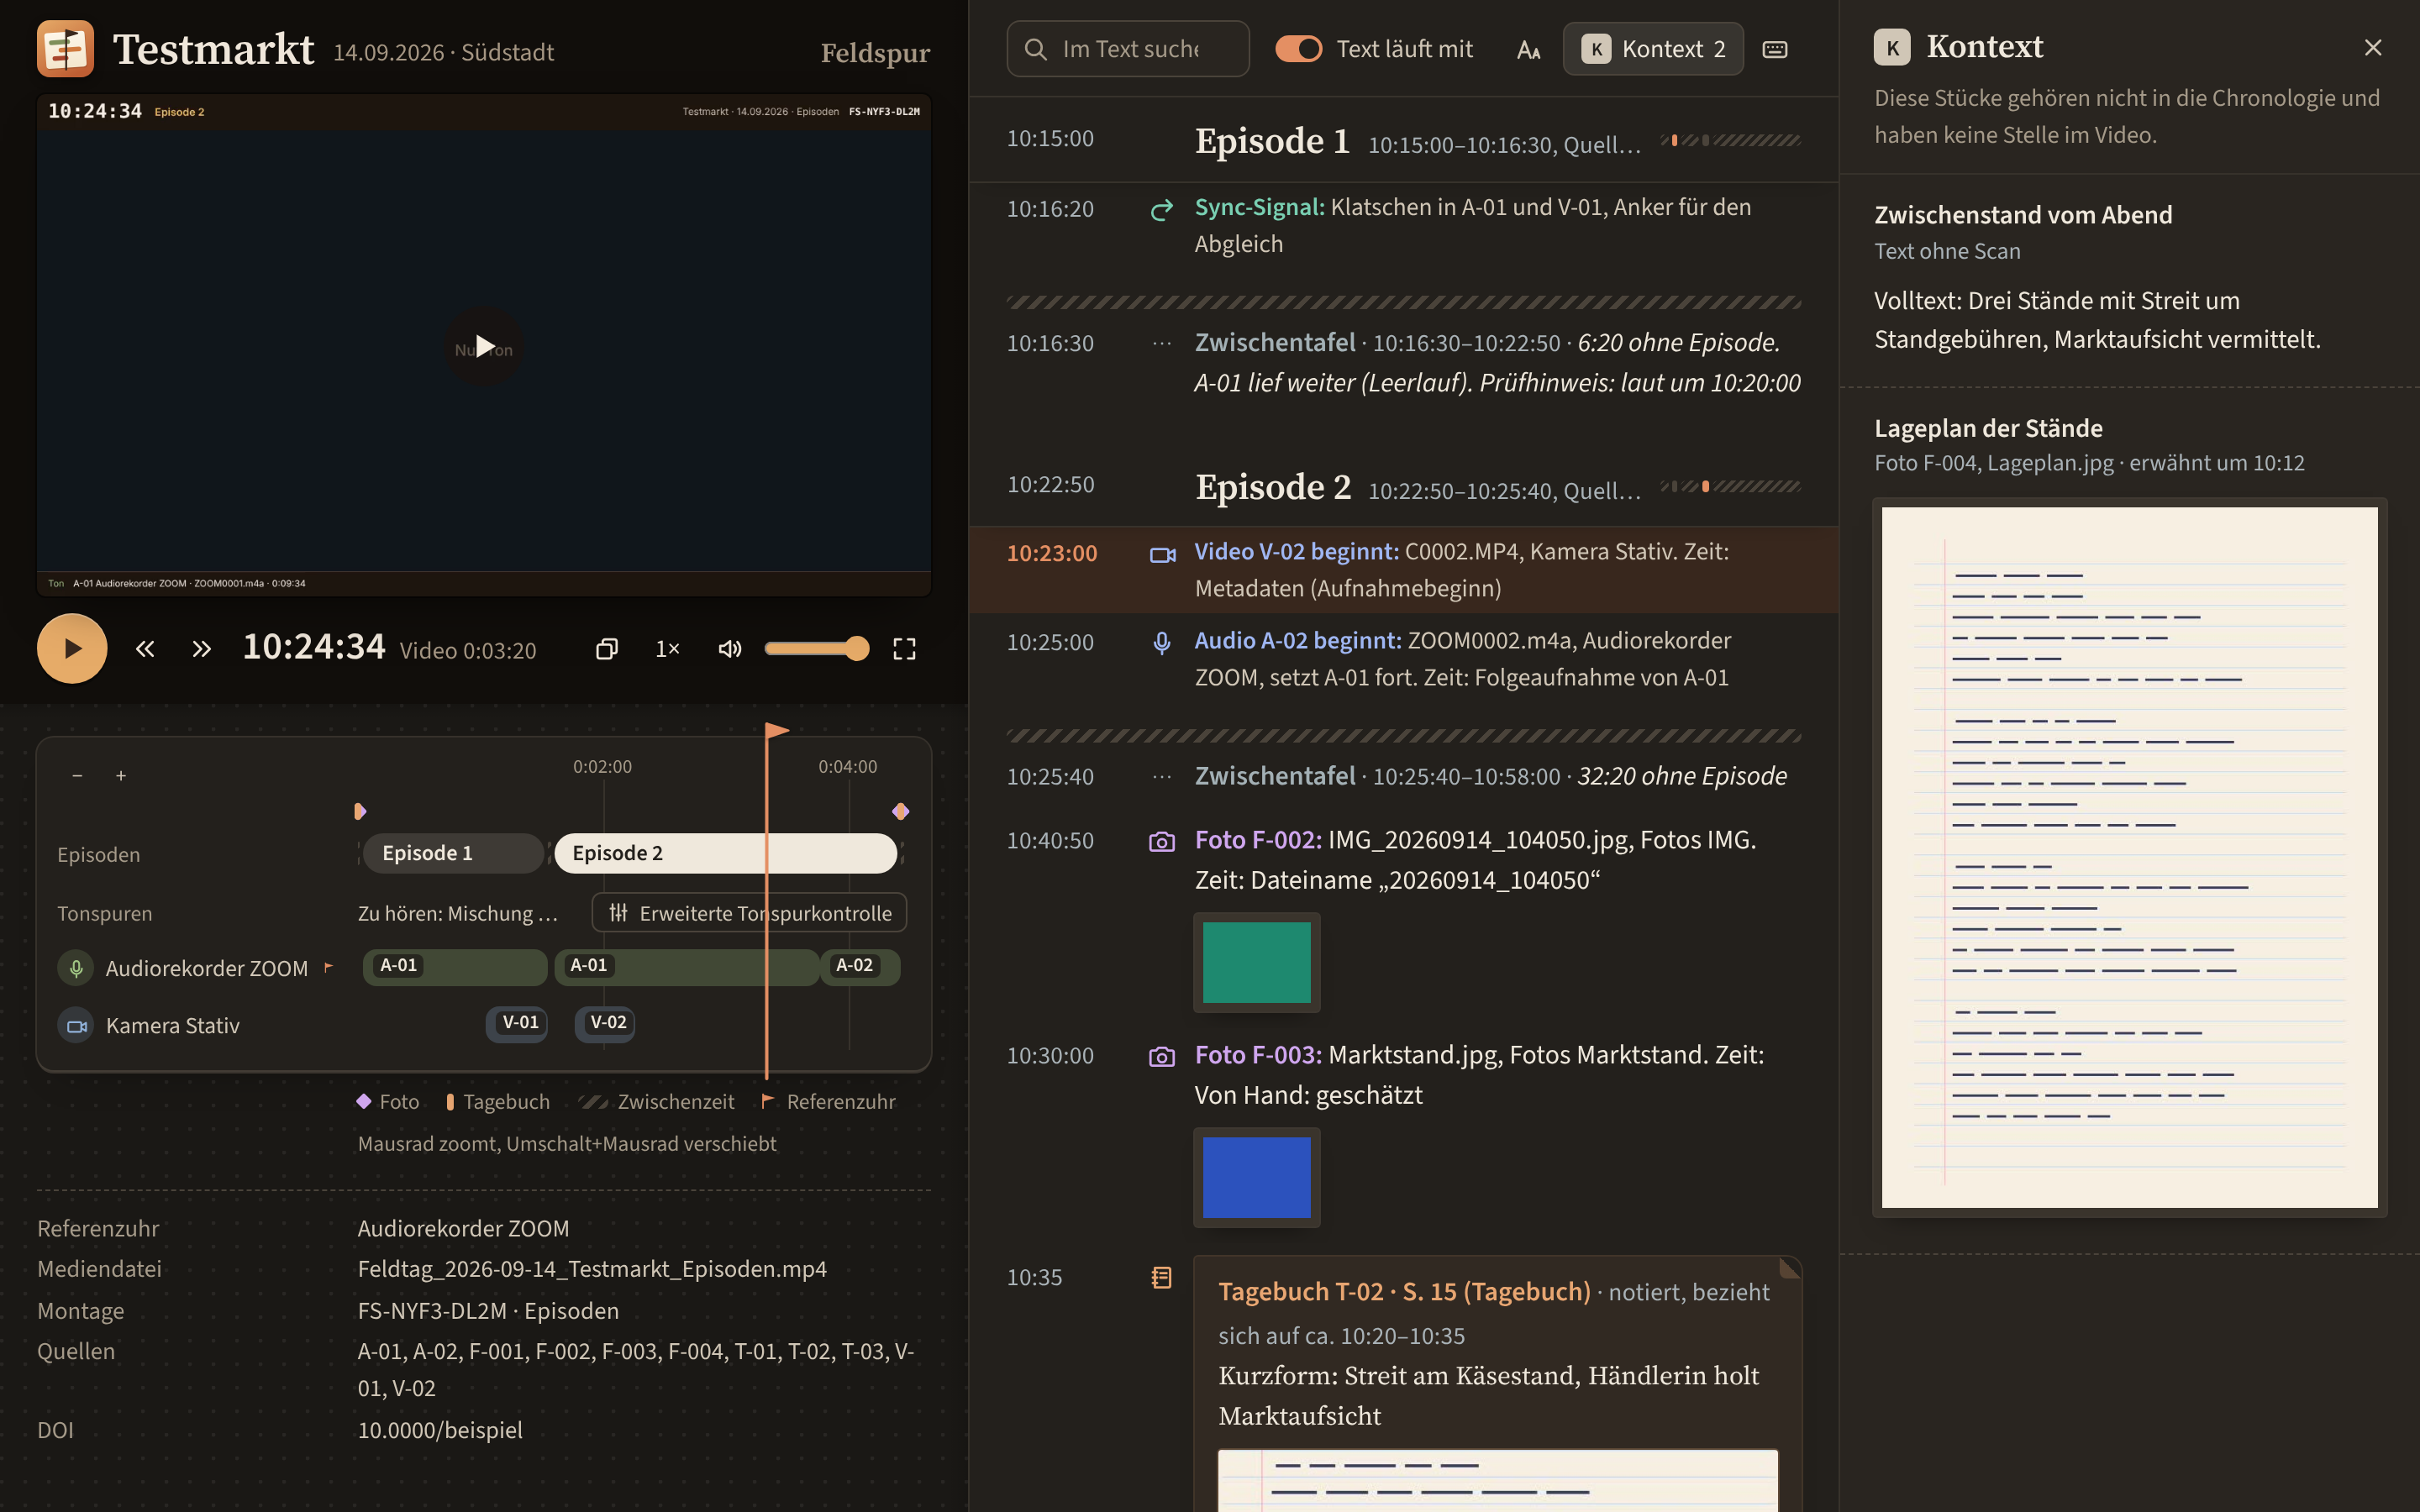 Testmarkt 14.09.2026 · Südstadt Feldspur
10:24:34 Episode 2 Testmarkt · 14.09.2026 · Episoden FS-NYF3-DL2M
Ton A-01 Audiorekorder ZOOM · ZOOM0001.m4a · 0:09:34
10:24:34 Video 0:03:20 1×
− +
0:02:00 0:04:00
Episoden Episode 1 Episode 2
Tonspuren Zu hören: Mischung … Erweiterte Tonspurkontrolle
Audiorekorder ZOOM A-01 A-01 A-02
Kamera Stativ V-01 V-02
Foto Tagebuch Zwischenzeit Referenzuhr
Mausrad zoomt, Umschalt+Mausrad verschiebt
Referenzuhr Audiorekorder ZOOM
Mediendatei Feldtag_2026-09-14_Testmarkt_Episoden.mp4
Montage FS-NYF3-DL2M · Episoden
Quellen A-01, A-02, F-001, F-002, F-003, F-004, T-01, T-02, T-03, V-
01, V-02
DOI 10.0000/beispiel
Im Text suche Text läuft mit AA K Kontext 2
10:15:00 Episode 1 10:15:00–10:16:30, Quell…
10:16:20 Sync-Signal: Klatschen in A-01 und V-01, Anker für den
Abgleich
10:16:30 ··· Zwischentafel · 10:16:30–10:22:50 · 6:20 ohne Episode.
A-01 lief weiter (Leerlauf). Prüfhinweis: laut um 10:20:00
10:22:50 Episode 2 10:22:50–10:25:40, Quell…
10:23:00 Video V-02 beginnt: C0002.MP4, Kamera Stativ. Zeit:
Metadaten (Aufnahmebeginn)
10:25:00 Audio A-02 beginnt: ZOOM0002.m4a, Audiorekorder
ZOOM, setzt A-01 fort. Zeit: Folgeaufnahme von A-01
10:25:40 ··· Zwischentafel · 10:25:40–10:58:00 · 32:20 ohne Episode
10:40:50 Foto F-002: IMG_20260914_104050.jpg, Fotos IMG.
Zeit: Dateiname „20260914_104050“
10:30:00 Foto F-003: Marktstand.jpg, Fotos Marktstand. Zeit:
Von Hand: geschätzt
10:35 Tagebuch T-02 · S. 15 (Tagebuch) · notiert, bezieht
sich auf ca. 10:20–10:35
Kurzform: Streit am Käsestand, Händlerin holt
Marktaufsicht
K Kontext
Diese Stücke gehören nicht in die Chronologie und
haben keine Stelle im Video.
Zwischenstand vom Abend
Text ohne Scan
Volltext: Drei Stände mit Streit um
Standgebühren, Marktaufsicht vermittelt.
Lageplan der Stände
Foto F-004, Lageplan.jpg · erwähnt um 10:12